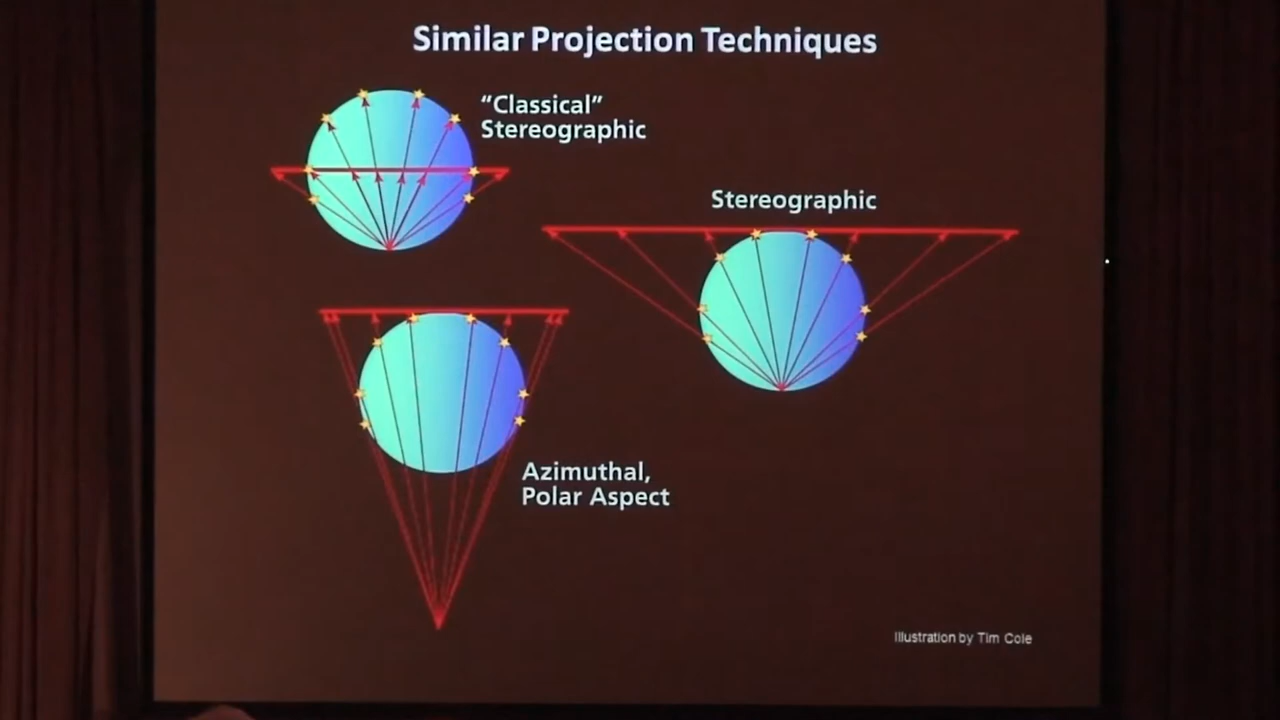 Similar Projection Techniques
“Classical”
Stereographic
Stereographic
Azimuthal,
Polar Aspect
Illustration by Tim Cole